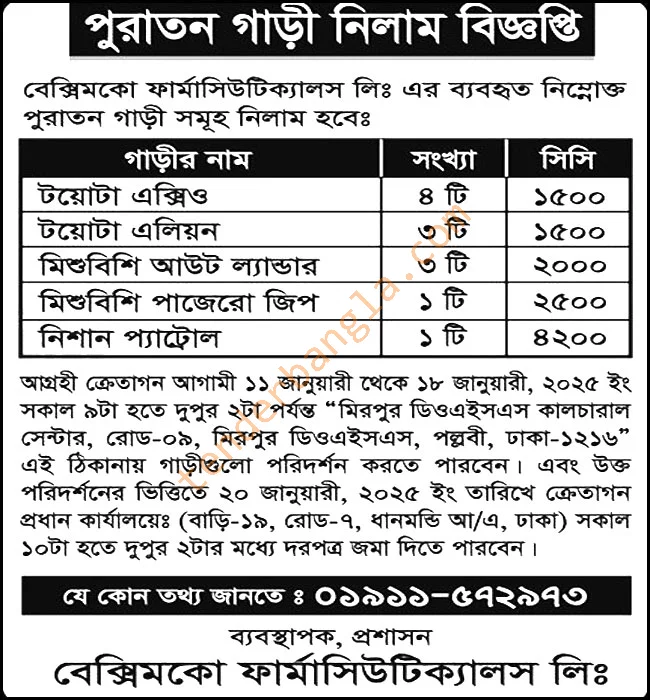 পুরাতন গাড়ী নিলাম বিজ্ঞপ্তি
বেক্সিমকো ফার্মাসিউটিক্যালস লিঃ এর ব্যবহৃত নিম্নোক্ত
পুরাতন গাড়ী সমূহ নিলাম হবেঃ
গাড়ীর নাম সংখ্যা সিসি
টয়োটা এক্সিও ৪ টি ১৫০০
টয়োটা এলিয়ন ৩ টি ১৫০০
মিশুবিশি আউট ল্যান্ডার ৩ টি ২০০০
মিশুবিশি পাজেরো জিপ ১ টি ২৫০০
নিশান প্যাট্রোল ১ টি ৪২০০
আগ্রহী ক্রেতাগন আগামী ১১ জানুয়ারী থেকে ১৮ জানুয়ারী, ২০২৫ ইং
সকাল ৯টা হতে দুপুর ২টা পর্যন্ত “মিরপুর ডিওএইসএস কালচারাল
সেন্টার, রোড-০৯, মিরপুর ডিওএইসএস, পল্লবী, ঢাকা-১২১৬”
এই ঠিকানায় গাড়ীগুলো পরিদর্শন করতে পারবেন। এবং উক্ত
পরিদর্শনের ভিত্তিতে ২০ জানুয়ারী, ২০২৫ ইং তারিখে ক্রেতাগন
প্রধান কার্যালয়েঃ (বাড়ি-১৯, রোড-৭, ধানমন্ডি আ/এ, ঢাকা) সকাল
১০টা হতে দুপুর ২টার মধ্যে দরপত্র জমা দিতে পারবেন।
যে কোন তথ্য জানতে ঃ ০১৯১১-৫৭২৯৭৩
ব্যবস্থাপক, প্রশাসন
বেক্সিমকো ফার্মাসিউটিক্যালস লিঃ
tenderbangla.com